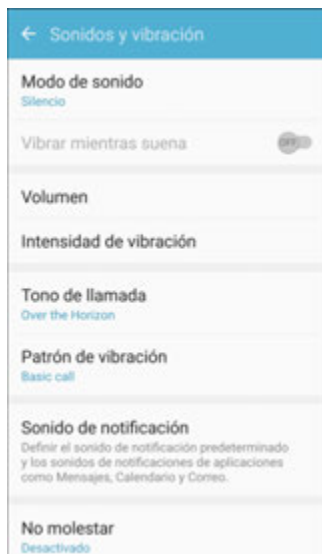 Sonidos y vibración
Modo de sonido
Silencio
Vibrar mientras suena
OFF
Volumen
Intensidad de vibración
Tono de llamada
Over the Horizon
Patrón de vibración
Basic call
Sonido de notificación
Definir el sonido de notificación predeterminado
y los sonidos de notificaciones de aplicaciones
como Mensajes, Calendario y Correo.
No molestar
Desactivado